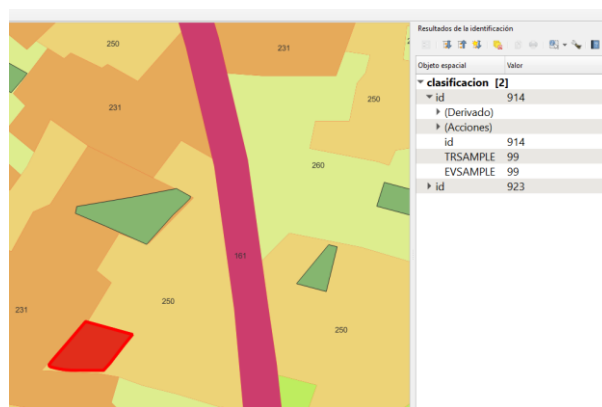 250
231
231
250
260
161
250
231
250
Resultados de la identificación
Objeto espacial Valor
clasificacion [2]
id 914
(Derivado)
(Acciones)
id 914
TRSAMPLE 99
EVSAMPLE 99
id 923